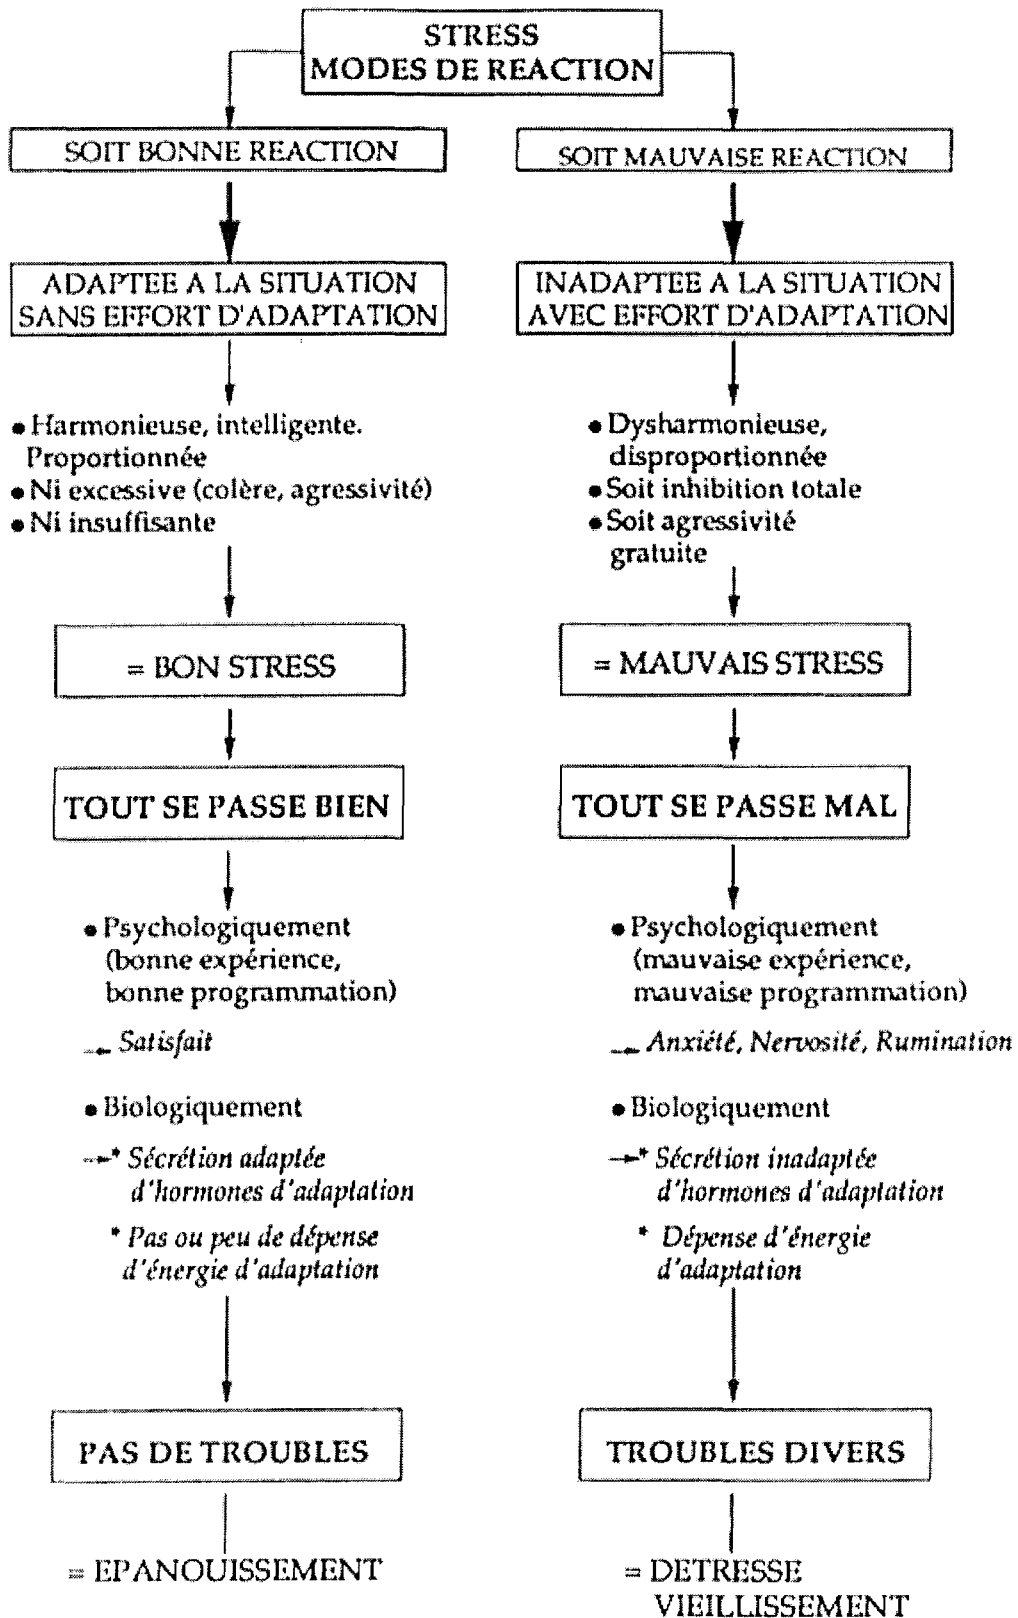 STRESS
MODES DE REACTION
SOIT BONNE REACTION
ADAPTEE A LA SITUATION
SANS EFFORT D'ADAPTATION
• Harmonieuse, intelligente.
Proportionnée
• Ni excessive (colère, agressivité)
• Ni insuffisante
= BON STRESS
TOUT SE PASSE BIEN
• Psychologiquement
(bonne expérience,
bonne programmation)
→ Satisfait
• Biologiquement
→* Sécrétion adaptée
d'hormones d'adaptation
* Pas ou peu de dépense
d'énergie d'adaptation
PAS DE TROUBLES
= EPANOUISSEMENT
SOIT MAUVAISE REACTION
INADAPTEE A LA SITUATION
AVEC EFFORT D'ADAPTATION
• Dysharmonieuse,
disproportionnée
• Soit inhibition totale
• Soit agressivité
gratuite
= MAUVAIS STRESS
TOUT SE PASSE MAL
• Psychologiquement
(mauvaise expérience,
mauvaise programmation)
→ Anxiété, Nervosité, Rumination
• Biologiquement
→* Sécrétion inadaptée
d'hormones d'adaptation
* Dépense d'énergie
d'adaptation
TROUBLES DIVERS
= DETRESSE
VIEILLISSEMENT